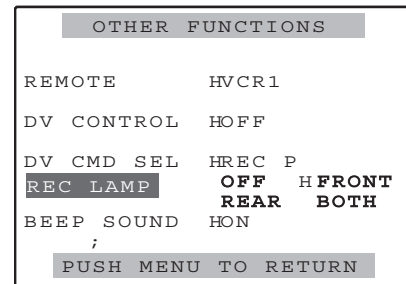 OTHER FUNCTIONS
REMOTE HVCR1
DV CONTROL HOFF
DV CMD SEL HREC P
REC LAMP OFF H FRONT
REAR BOTH
BEEP SOUND HON
;
PUSH MENU TO RETURN